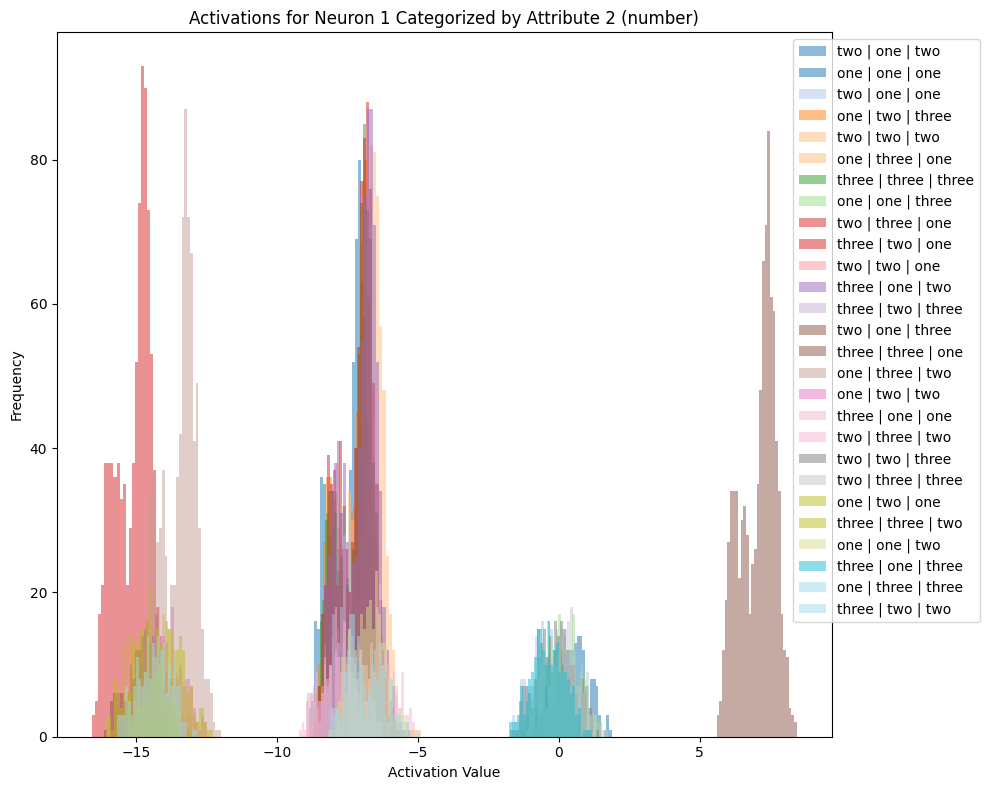 Activations for Neuron 1 Categorized by Attribute 2 (number)
Frequency
80
60
40
20
0
−15
−10
−5
0
5
Activation Value
two | one | two
one | one | one
two | one | one
one | two | three
two | two | two
one | three | one
three | three | three
one | one | three
two | three | one
three | two | one
two | two | one
three | one | two
three | two | three
two | one | three
three | three | one
one | three | two
one | two | two
three | one | one
two | three | two
two | two | three
two | three | three
one | two | one
three | three | two
one | one | two
three | one | three
one | three | three
three | two | two